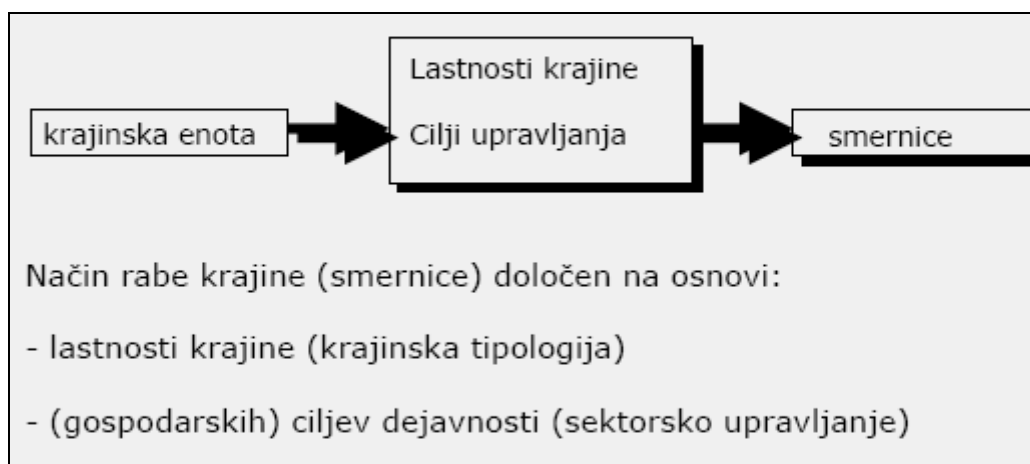 Lastnosti krajine
krajinska enota
Cilji upravljanja
smernice
Način rabe krajine (smernice) določen na osnovi:
- lastnosti krajine (krajinska tipologija)
- (gospodarskih) ciljev dejavnosti (sektorsko upravljanje)